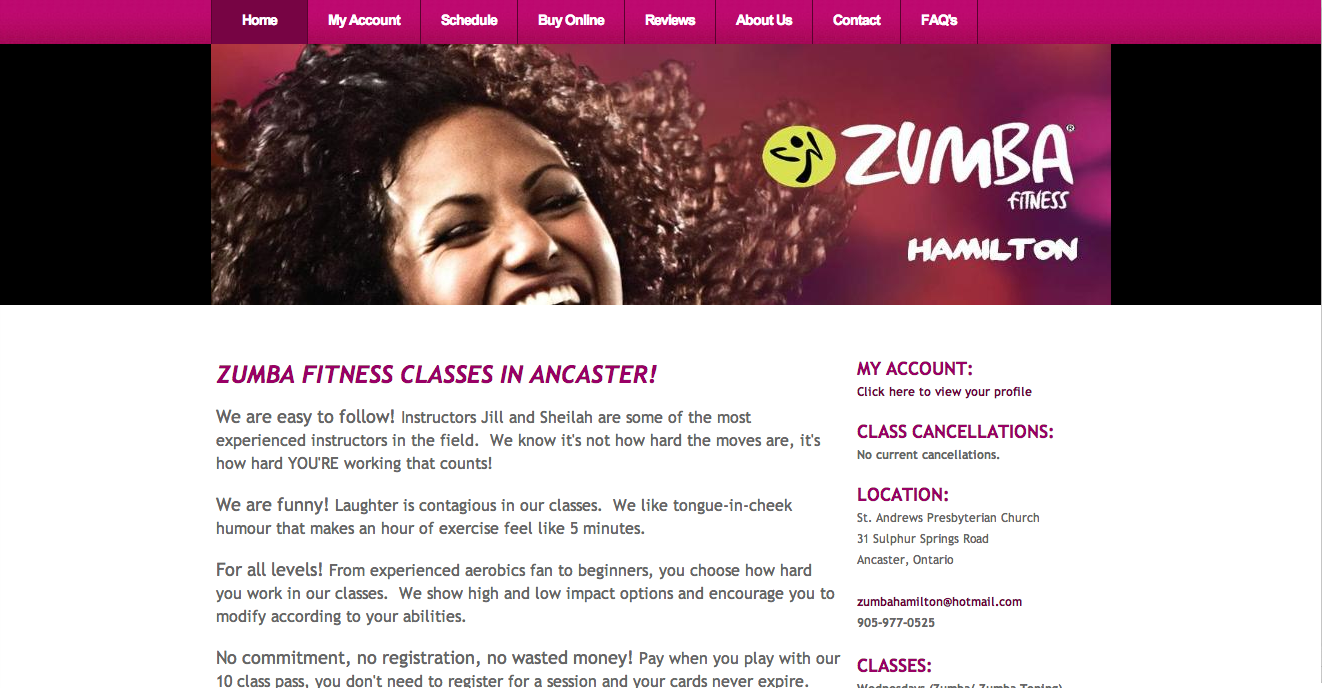 Home My Account Schedule Buy Online Reviews About Us Contact FAQ's
ZUMBA®
FITNESS
HAMILTON
ZUMBA FITNESS CLASSES IN ANCASTER!
We are easy to follow! Instructors Jill and Sheilah are some of the most
experienced instructors in the field. We know it's not how hard the moves are, it's
how hard YOU'RE working that counts!
We are funny! Laughter is contagious in our classes. We like tongue-in-cheek
humour that makes an hour of exercise feel like 5 minutes.
For all levels! From experienced aerobics fan to beginners, you choose how hard
you work in our classes. We show high and low impact options and encourage you to
modify according to your abilities.
No commitment, no registration, no wasted money! Pay when you play with our
10 class pass, you don't need to register for a session and your cards never expire.
MY ACCOUNT:
Click here to view your profile
CLASS CANCELLATIONS:
No current cancellations.
LOCATION:
St. Andrews Presbyterian Church
31 Sulphur Springs Road
Ancaster, Ontario
zumbahamilton@hotmail.com
905-977-0525
CLASSES:
Wednesdays (Zumba/ Zumba Toning)